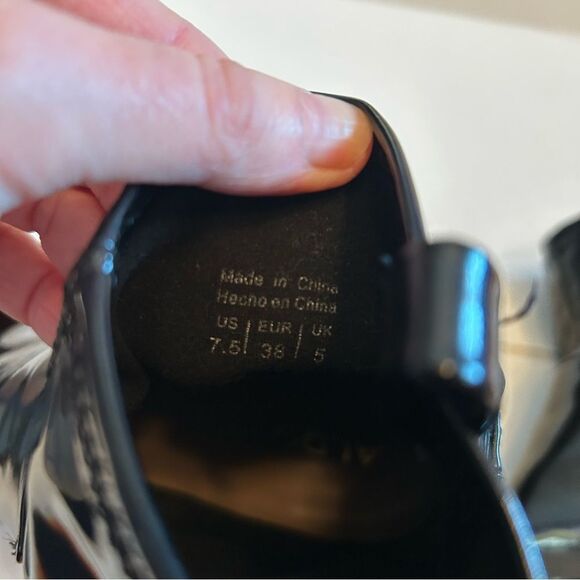 Made in China
Hecho en China
US | EUR | UK
7.5 | 38 | 5